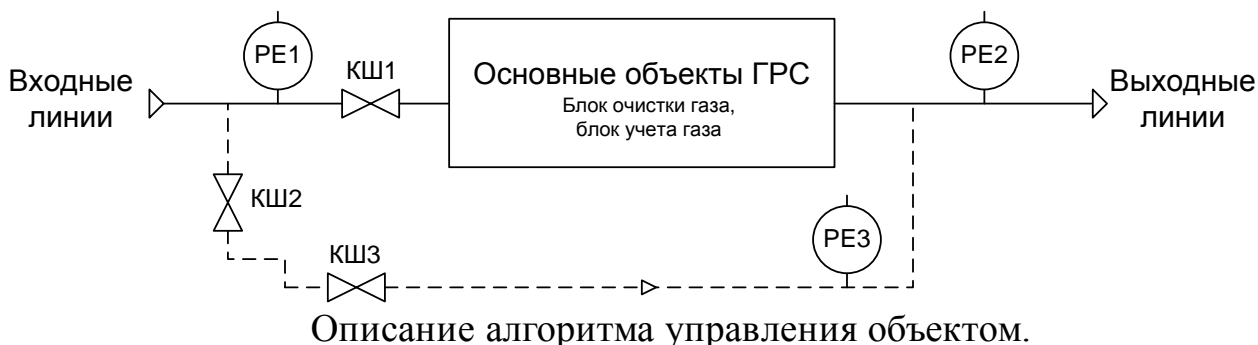 PE1
PE2
КШ1
Входные
линии
Основные объекты ГРС
Блок очистки газа,
блок учета газа
Выходные
линии
КШ2
PE3
КШ3
Описание алгоритма управления объектом.